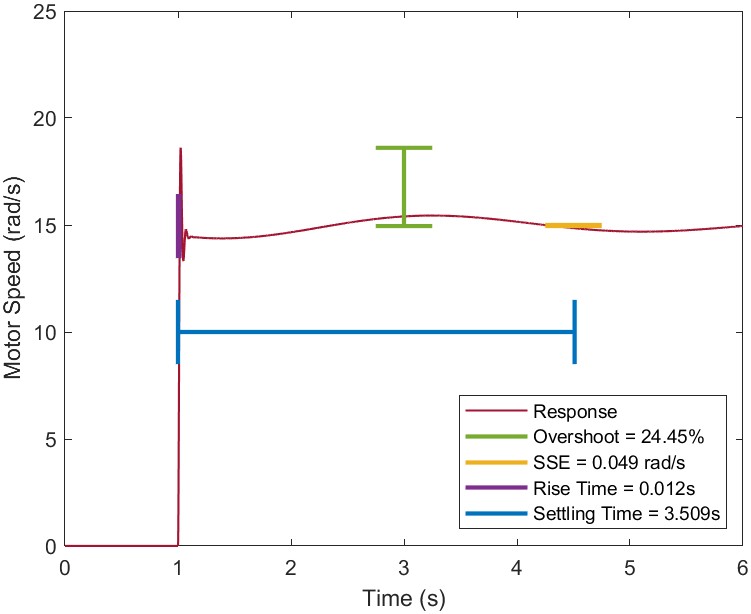 25
20
15
10
5
0
Motor Speed (rad/s)
Response
Overshoot = 24.45%
SSE = 0.049 rad/s
Rise Time = 0.012s
Settling Time = 3.509s
0 1 2 3 4 5 6
Time (s)